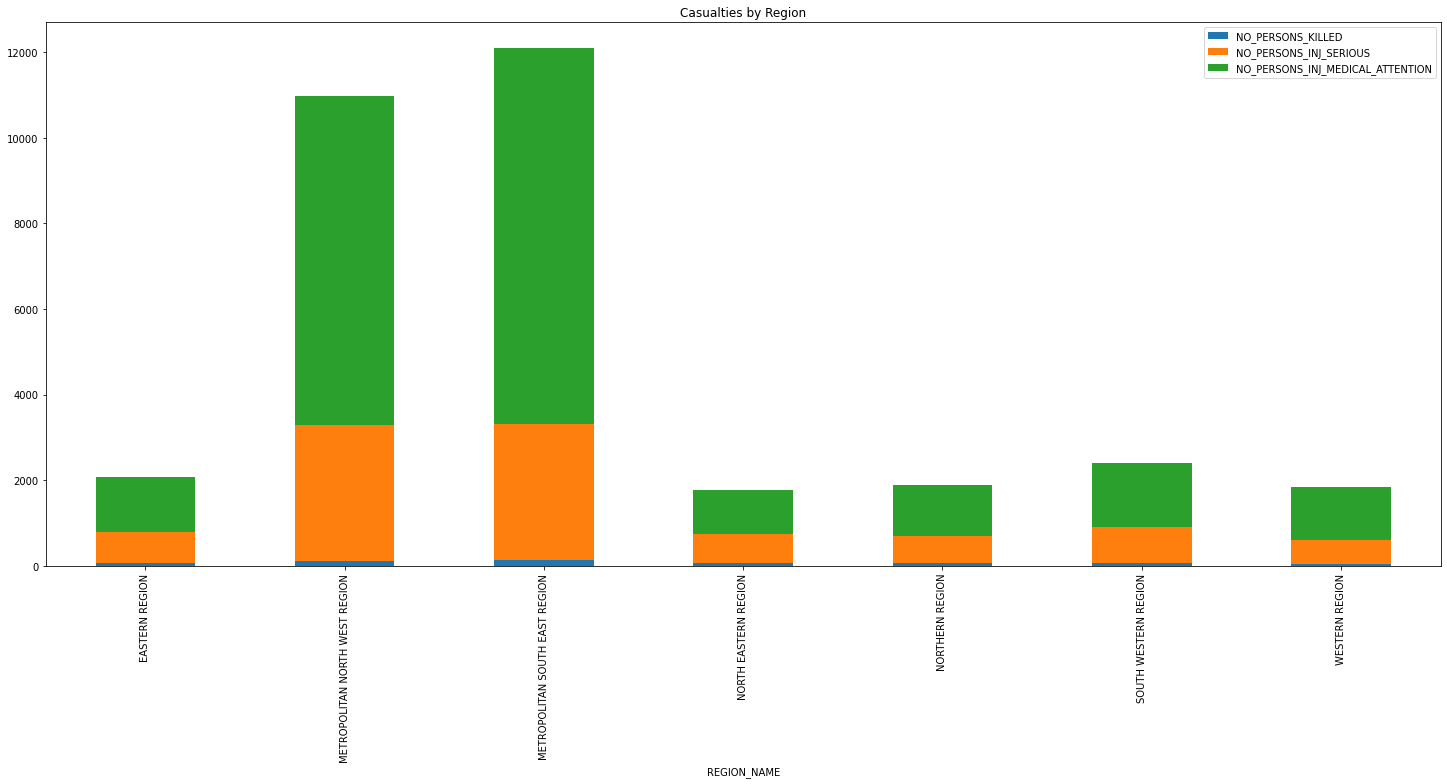 Casualties by Region
NO_PERSONS_KILLED
NO_PERSONS_INJ_SERIOUS
NO_PERSONS_INJ_MEDICAL_ATTENTION
12000
10000
8000
6000
4000
2000
0
EASTERN REGION
METROPOLITAN NORTH WEST REGION
METROPOLITAN SOUTH EAST REGION
NORTH EASTERN REGION
NORTHERN REGION
SOUTH WESTERN REGION
WESTERN REGION
REGION_NAME